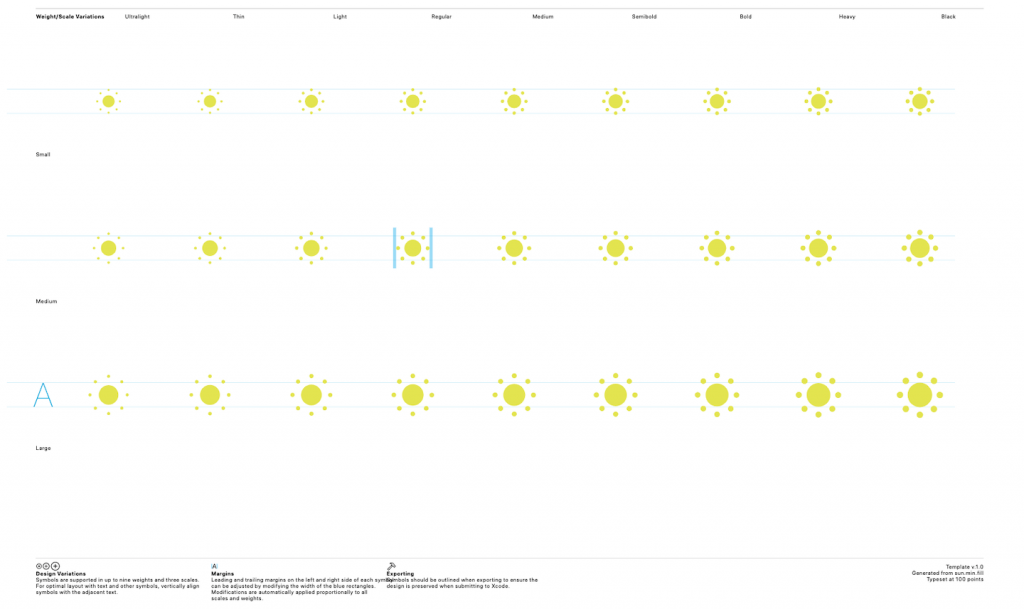 Weight/Scale Variations Ultralight Thin Light Regular Medium Semibold Bold Heavy Black
Small
Medium
A
Large
Design Variations
Symbols are supported in up to nine weights and three scales.
For optimal layout with text and other symbols, vertically align
symbols with the adjacent text.
A
Margins
Leading and trailing margins on the left and right side of each symbol
can be adjusted by modifying the width of the blue rectangles.
Modifications are automatically applied proportionally to all
scales and weights.
Exporting
Symbols should be outlined when exporting to ensure the
design is preserved when submitting to Xcode.
Template v.1.0
Generated from sun.min.fill
Typeset at 100 points